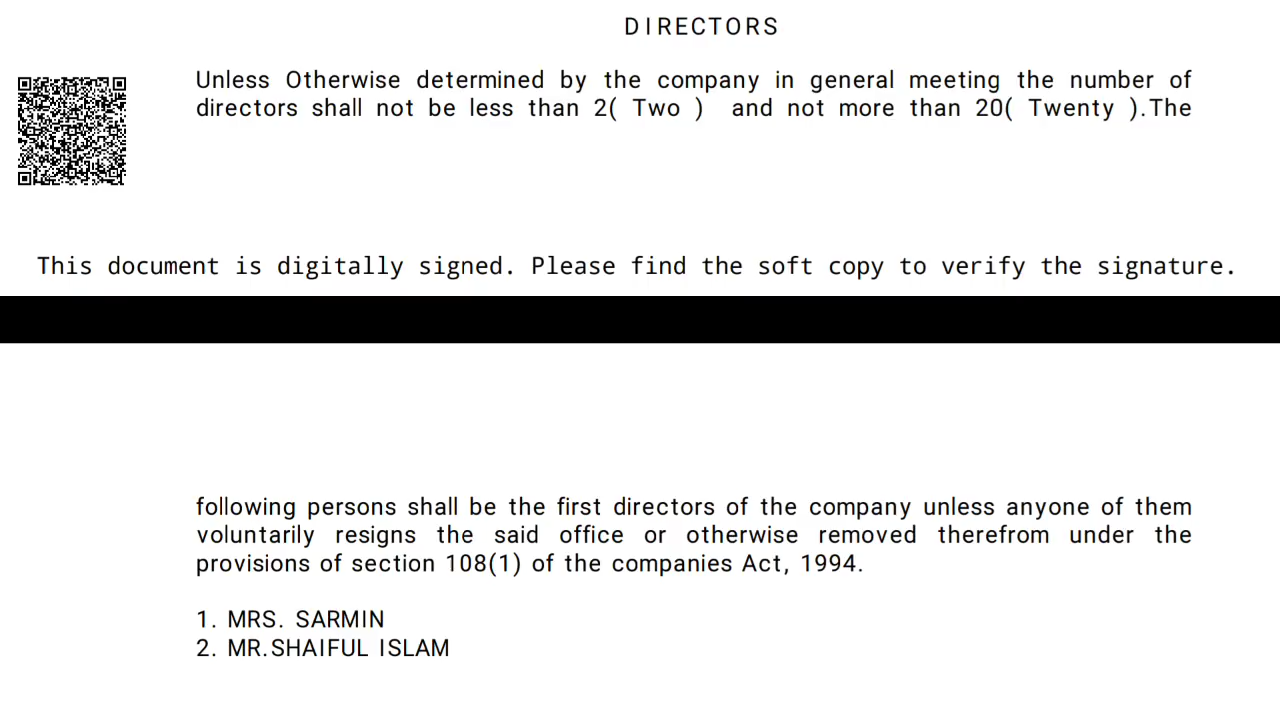 DIRECTORS
Unless Otherwise determined by the company in general meeting the number of
directors shall not be less than 2( Two ) and not more than 20( Twenty ).The
This document is digitally signed. Please find the soft copy to verify the signature.
following persons shall be the first directors of the company unless anyone of them
voluntarily resigns the said office or otherwise removed therefrom under the
provisions of section 108(1) of the companies Act, 1994.
1. MRS. SARMIN
2. MR.SHAIFUL ISLAM